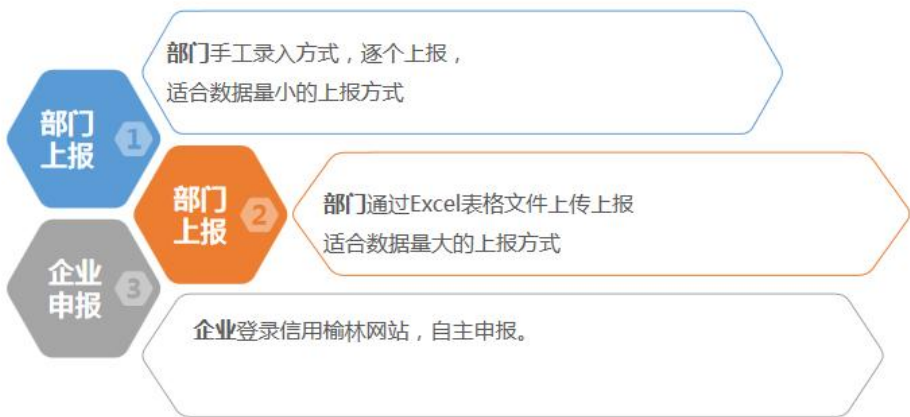 部门
上报
1
部门手工录入方式，逐个上报，
适合数据量小的上报方式
部门
上报
2
部门通过Excel表格文件上传上报
适合数据量大的上报方式
企业
申报
3
企业登录信用榆林网站，自主申报。